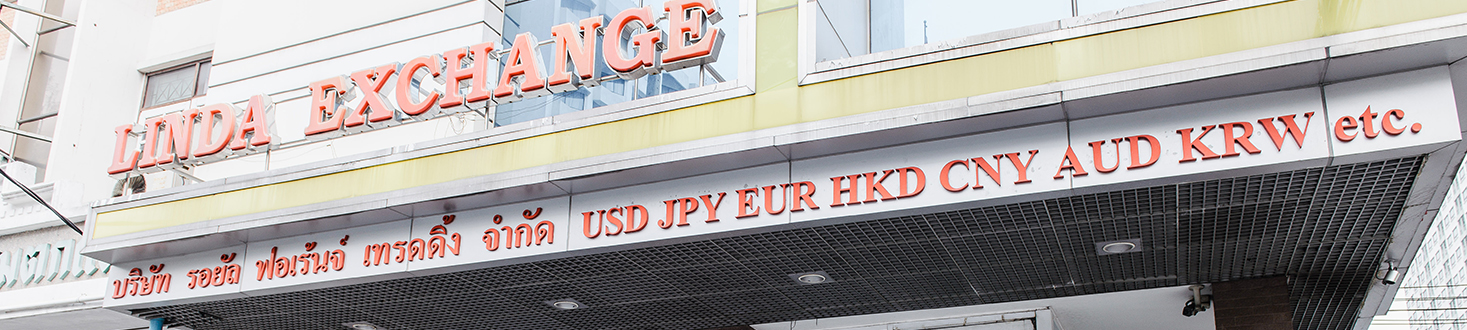 LINDA EXCHANGE
บริษัท รอยัล ฟอเร้นจ์ เทรดดิ้ง จำกัด USD JPY EUR HKD CNY AUD KRW etc.